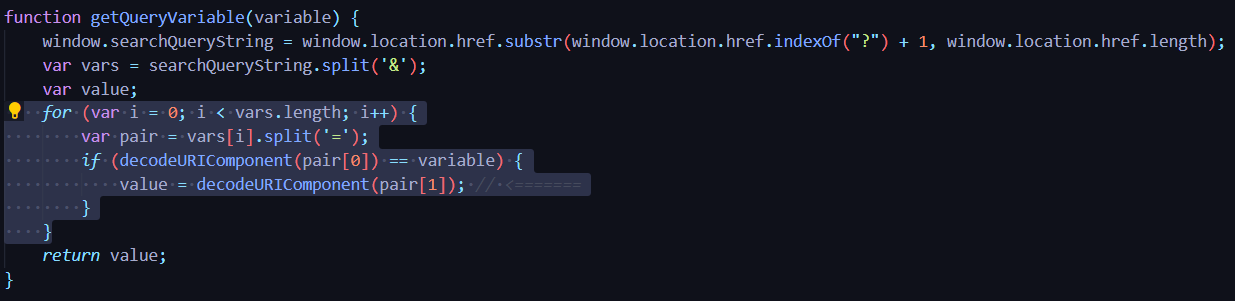 function getQueryVariable(variable) {
    window.searchQueryString = window.location.href.substr(window.location.href.indexOf("?") + 1, window.location.href.length);
    var vars = searchQueryString.split('&');
    var value;
    for (var i = 0; i < vars.length; i++) {
        var pair = vars[i].split('=');
        if (decodeURIComponent(pair[0]) == variable) {
            value = decodeURIComponent(pair[1]); // <=======
        }
    }
    return value;
}